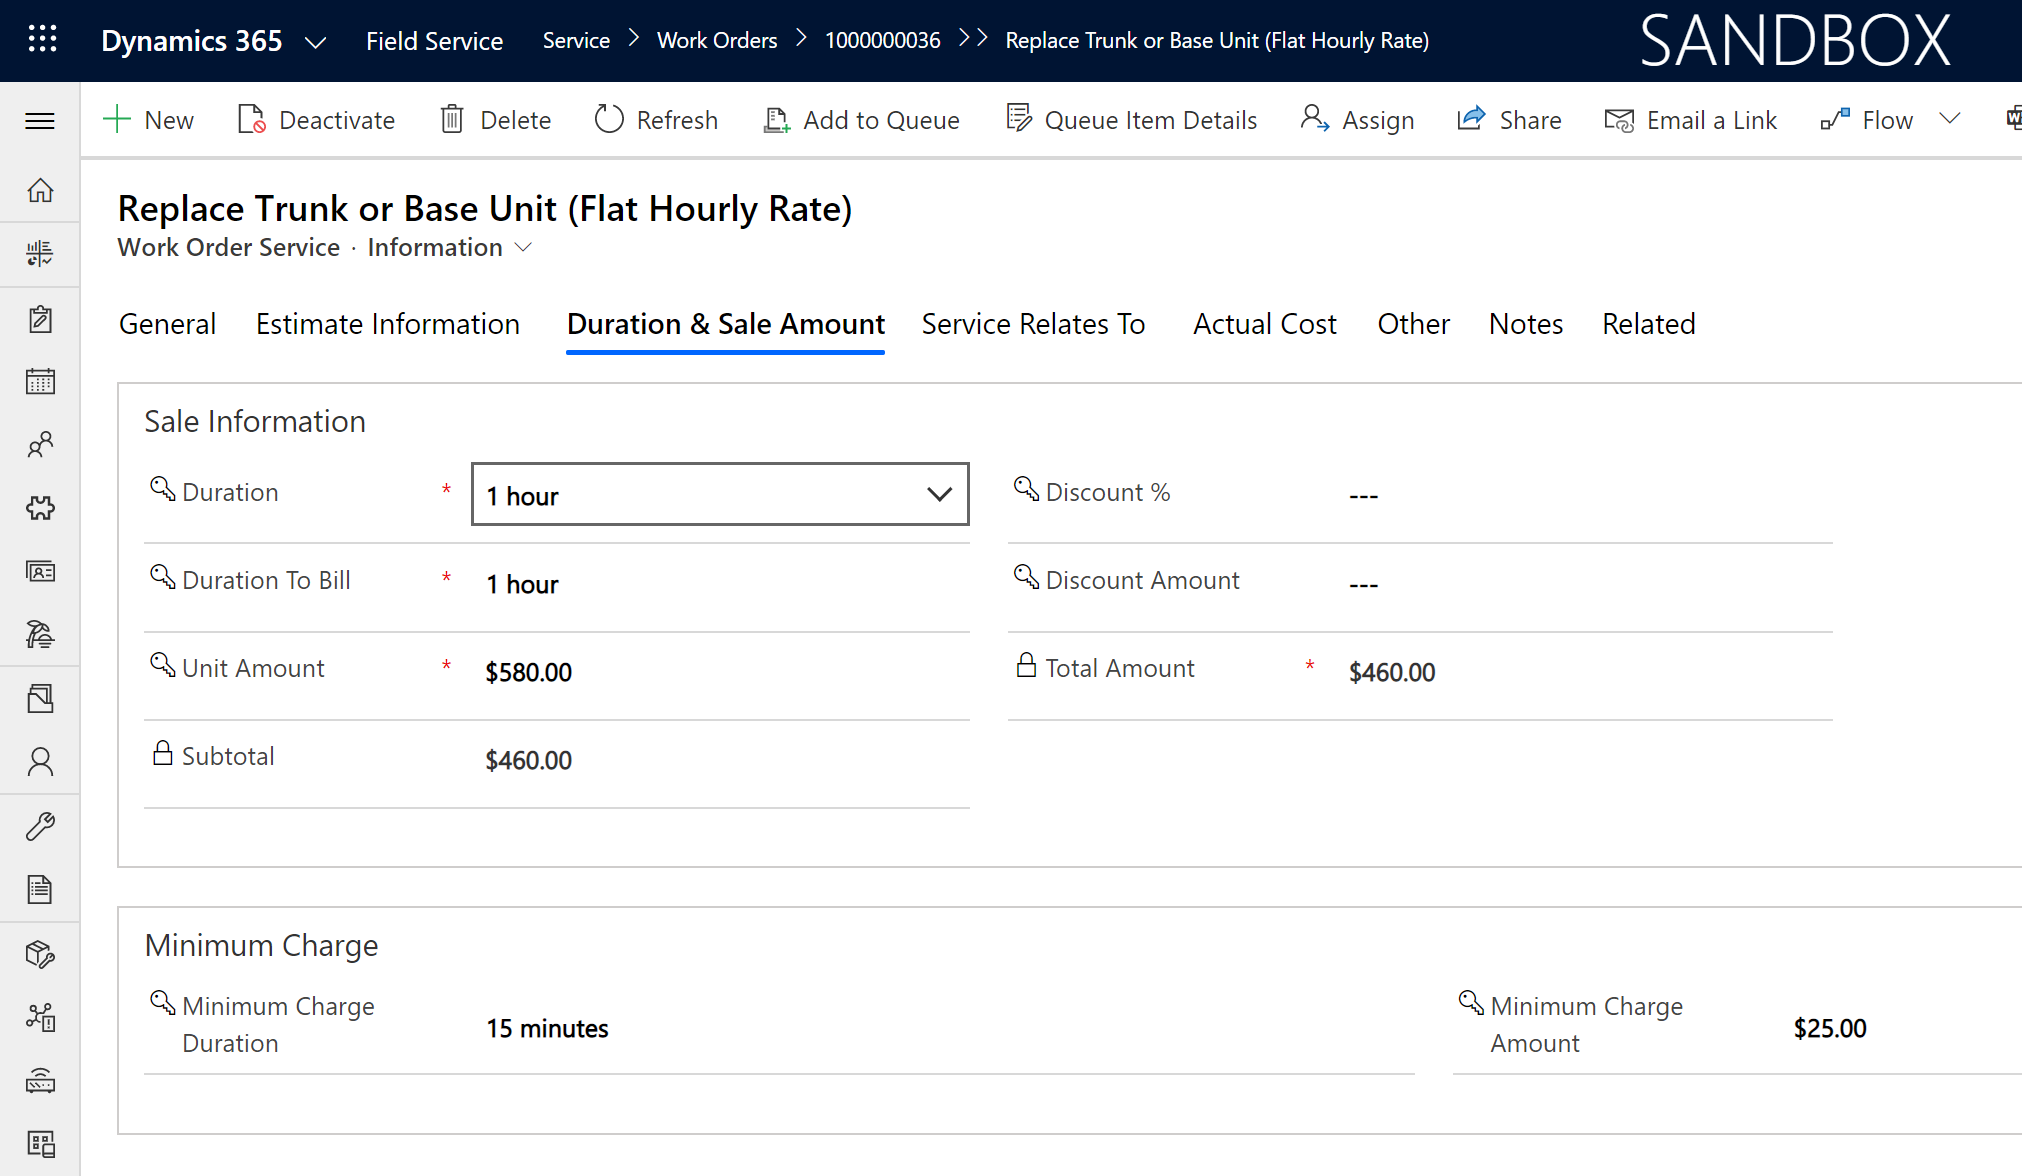 Dynamics 365 Field Service Service > Work Orders > 1000000036 >> Replace Trunk or Base Unit (Flat Hourly Rate) SANDBOX
New Deactivate Delete Refresh Add to Queue Queue Item Details Assign Share Email a Link Flow
Replace Trunk or Base Unit (Flat Hourly Rate)
Work Order Service · Information
General Estimate Information Duration & Sale Amount Service Relates To Actual Cost Other Notes Related
Sale Information
Duration * 1 hour Discount % ---
Duration To Bill * 1 hour Discount Amount ---
Unit Amount * $580.00 Total Amount * $460.00
Subtotal $460.00
Minimum Charge
Minimum Charge Duration 15 minutes Minimum Charge Amount $25.00